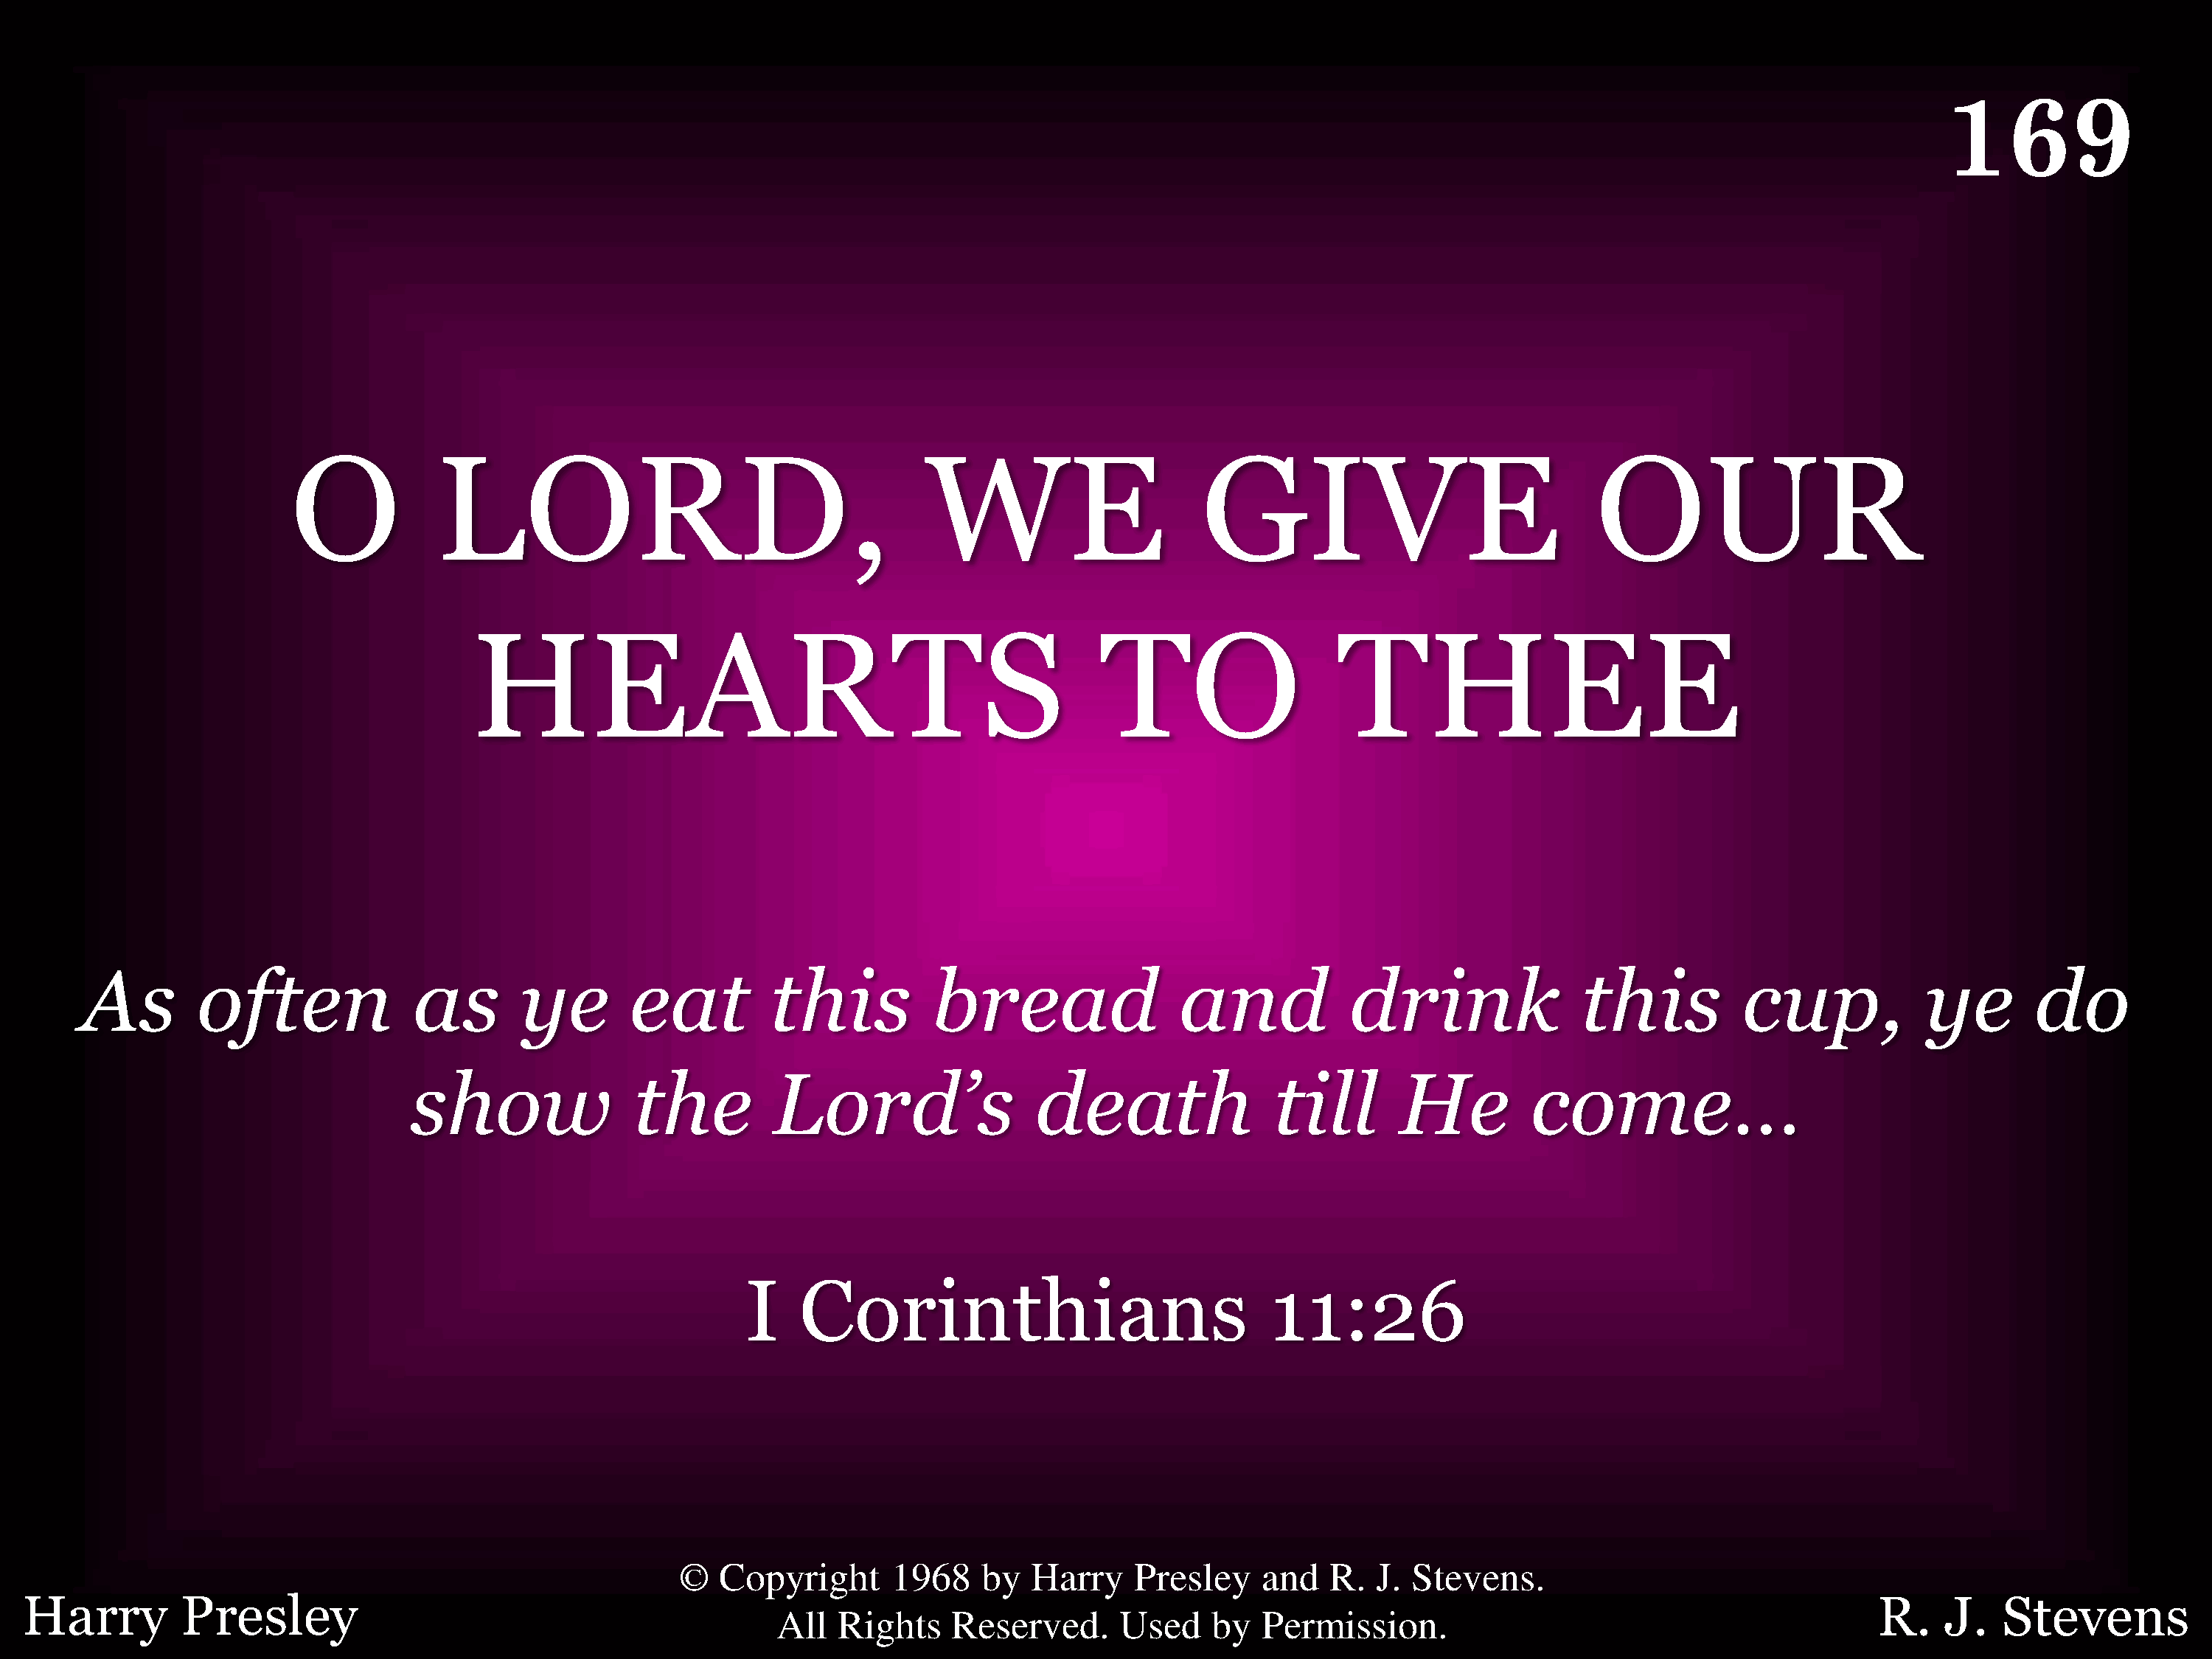 169
O LORD, WE GIVE OUR
HEARTS TO THEE
As often as ye eat this bread and drink this cup, ye do
show the Lord’s death till He come…
I Corinthians 11:26
© Copyright 1968 by Harry Presley and R. J. Stevens.
All Rights Reserved. Used by Permission.
Harry Presley
R. J. Stevens